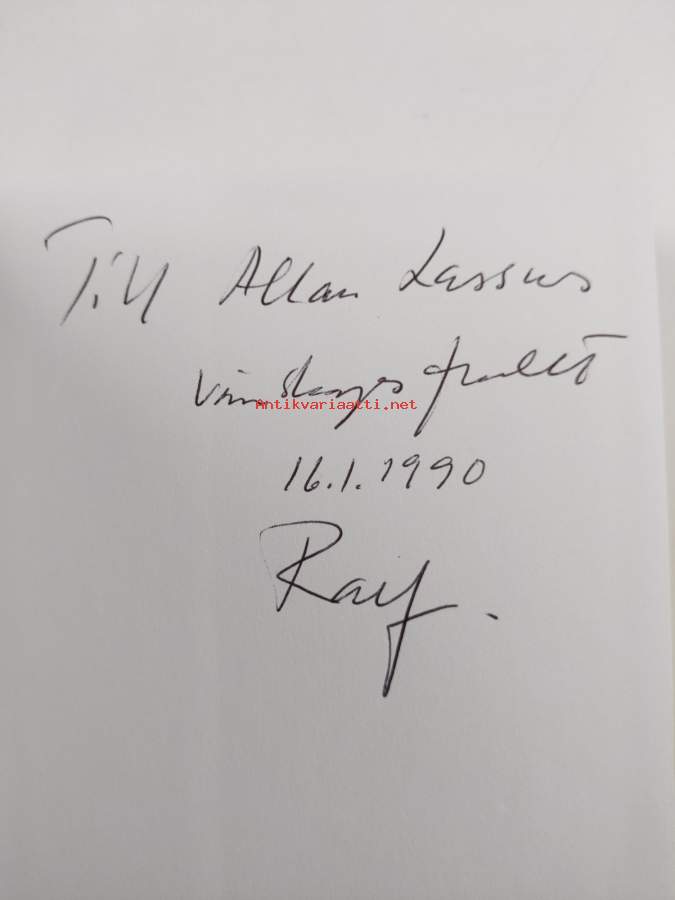 Till Allan Lassus
vänskapsfullt
Antikvariaatti.net
16.1.1990
Ralf.